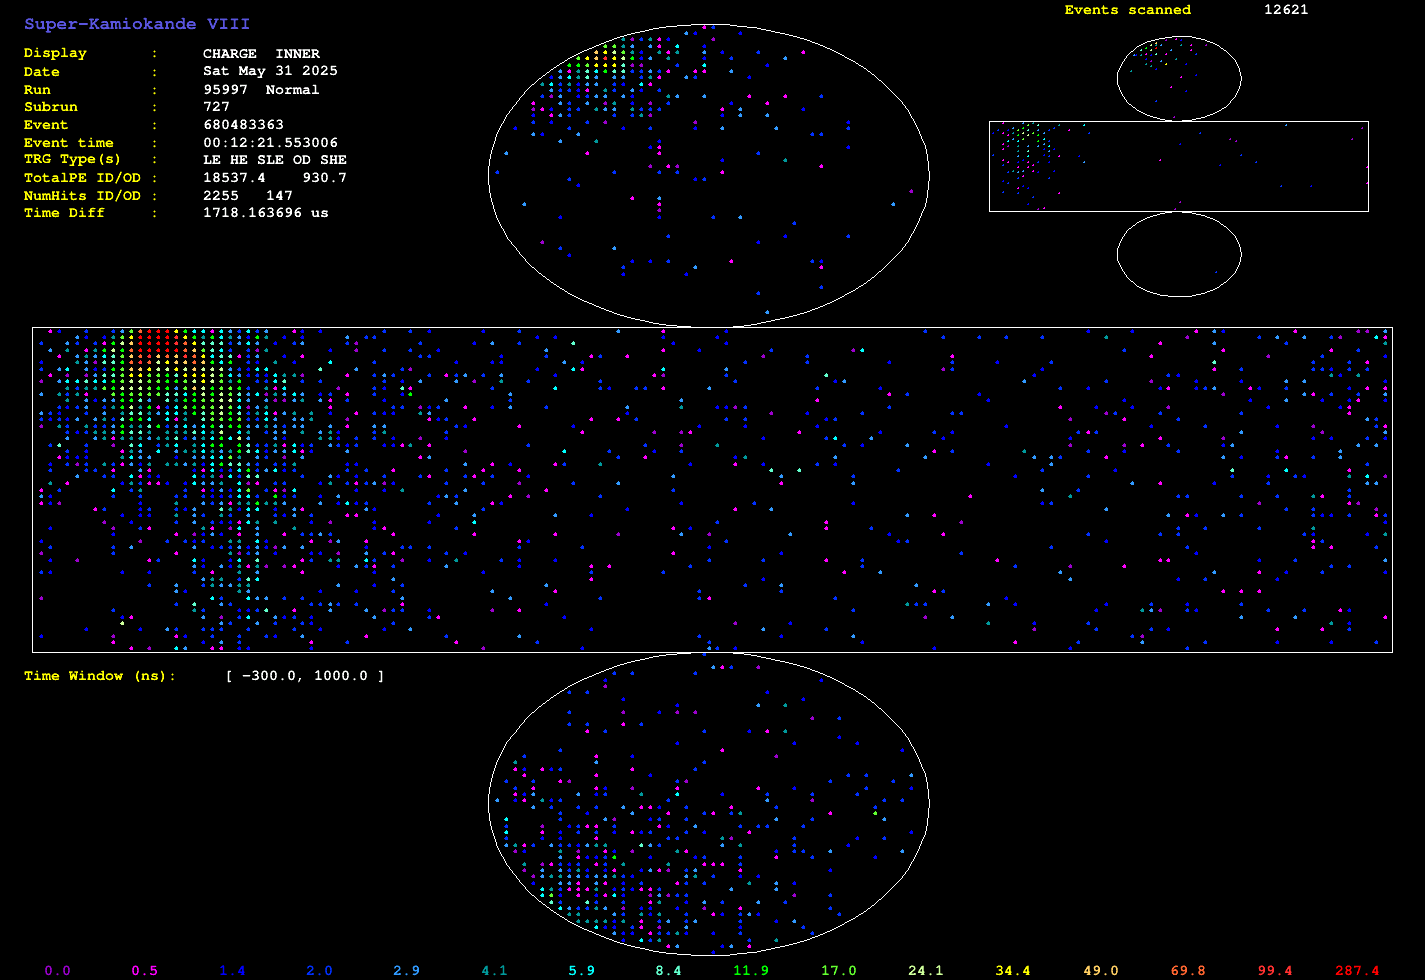 Super-Kamiokande VIII
Events scanned 12621
Display : CHARGE INNER
Date : Sat May 31 2025
Run : 95997 Normal
Subrun : 727
Event : 680483363
Event time : 00:12:21.553006
TRG Type(s) : LE HE SLE OD SHE
TotalPE ID/OD : 18537.4 930.7
NumHits ID/OD : 2255 147
Time Diff : 1718.163696 us
Time Window (ns): [ -300.0, 1000.0 ]
0.0 0.5 1.4 2.0 2.9 4.1 5.9 8.4 11.9 17.0 24.1 34.4 49.0 69.8 99.4 287.4